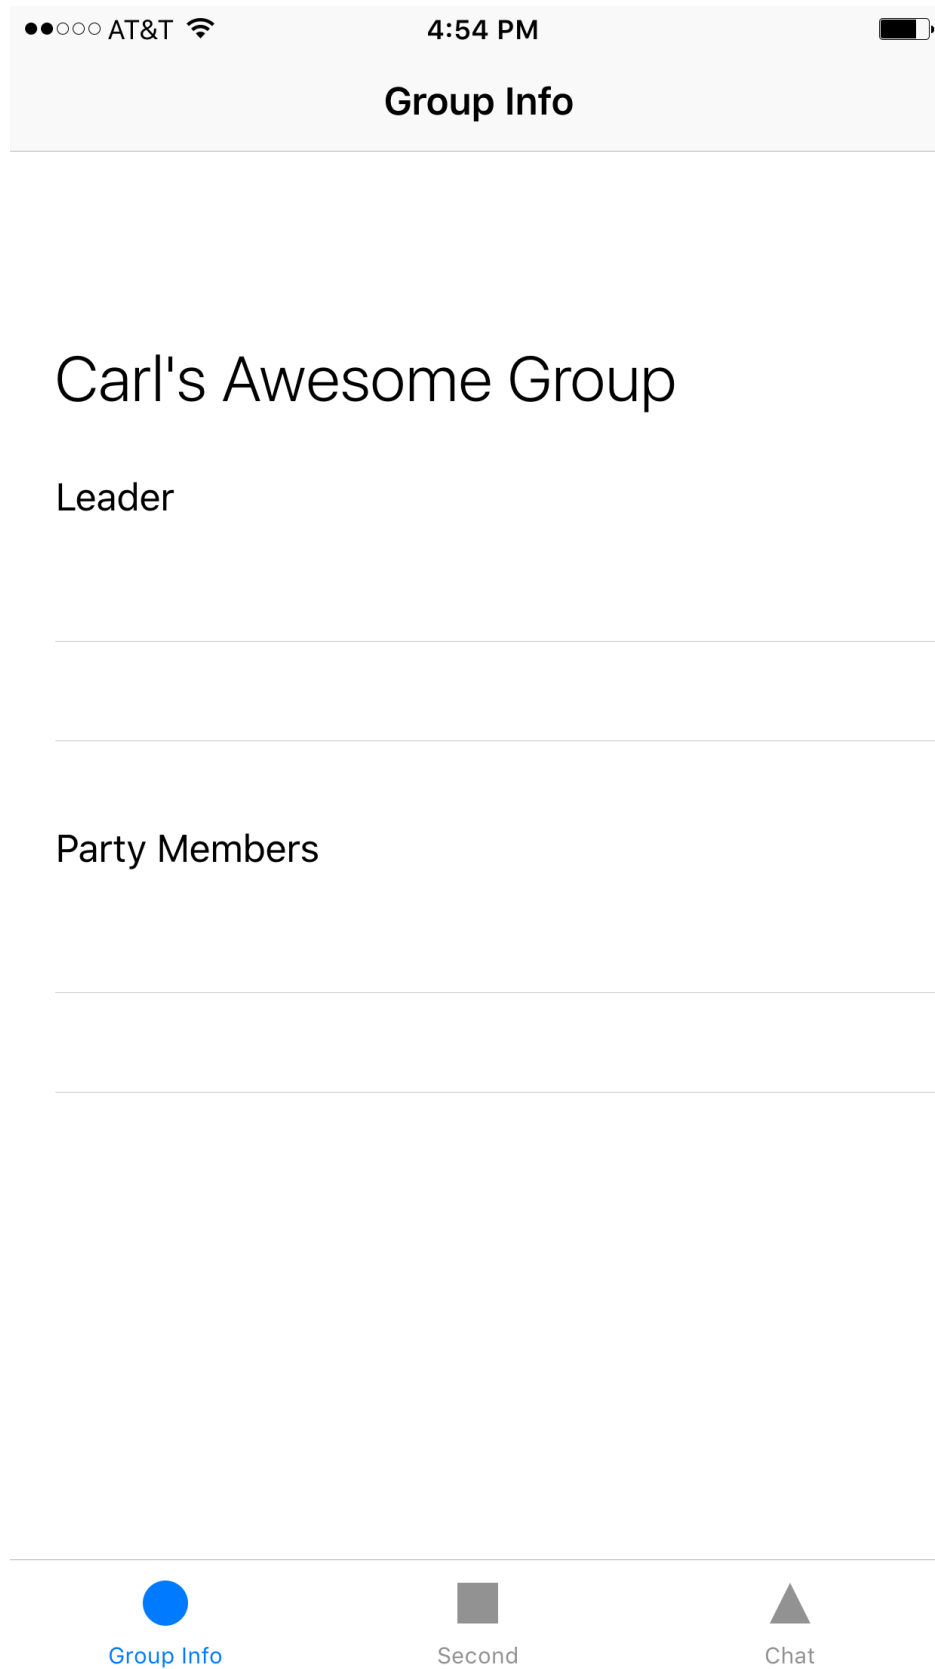 AT&T 4:54 PM
Group Info
Carl's Awesome Group
Leader
Party Members
Group Info Second Chat